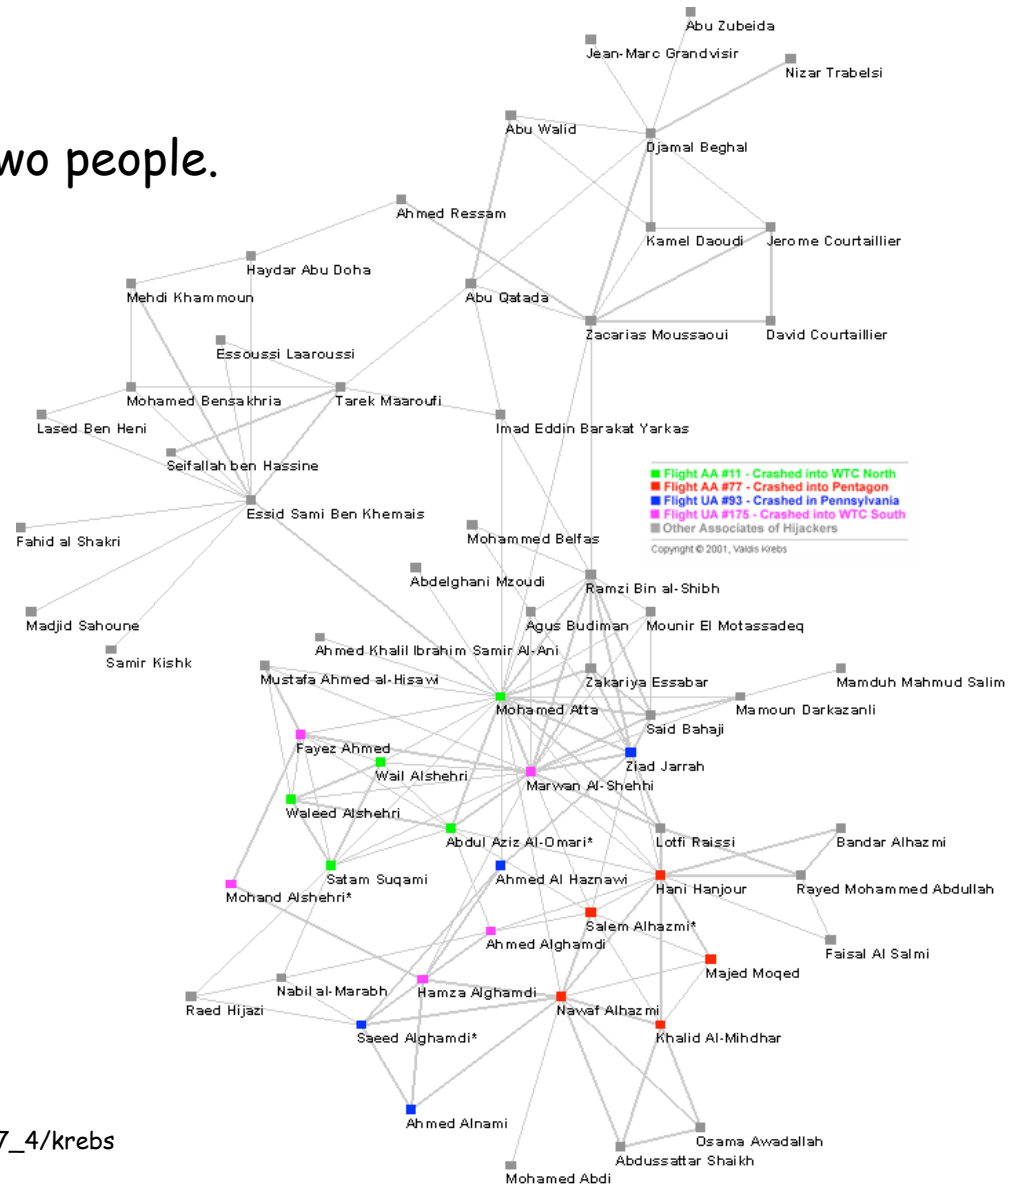 Abu Zubeida
Jean-Marc Grandvisir
Nizar Trabelsi
Abu Walid
Djamal Beghal
wo people.
Ahmed Ressam
Kamel Daoudi
Jerome Courtaillier
Haydar Abu Doha
Mehdi Khammoun
Abu Qatada
Zacarias Moussaoui
David Courtaillier
Essoussi Laaroussi
Mohamed Bensakhria
Tarek Maaroufi
Lased Ben Heni
Imad Eddin Barakat Yarkas
Seifallah ben Hassine
Flight AA #11 - Crashed into WTC North
Flight AA #77 - Crashed into Pentagon
Flight UA #93 - Crashed in Pennsylvania
Flight UA #175 - Crashed into WTC South
Other Associates of Hijackers
Copyright © 2001, Valdis Krebs
Essid Sami Ben Khemais
Fahid al Shakri
Mohammed Belfas
Abdelghani Mzoudi
Ramzi Bin al-Shibh
Madjid Sahoune
Agus Budiman
Mounir El Motassadeq
Samir Kishk
Ahmed Khalil Ibrahim Samir Al-Ani
Mustafa Ahmed al-Hisawi
Zakariya Essabar
Mamduh Mahmud Salim
Mohamed Atta
Mamoun Darkazanli
Said Bahaji
Fayez Ahmed
Ziad Jarrah
Wail Alshehri
Marwan Al-Shehhi
Waleed Alshehri
Abdul Aziz Al-Omari*
Lotfi Raissi
Bandar Alhazmi
Satam Suqami
Ahmed Al Haznawi
Hani Hanjour
Rayed Mohammed Abdullah
Mohand Alshehri*
Salem Alhazmi*
Ahmed Alghamdi
Faisal Al Salmi
Majed Moqed
Nabil al-Marabh
Hamza Alghamdi
Raed Hijazi
Nawaf Alhazmi
Saeed Alghamdi*
Khalid Al-Mihdhar
Ahmed Alnami
7_4/krebs
Osama Awadallah
Abdussattar Shaikh
Mohamed Abdi